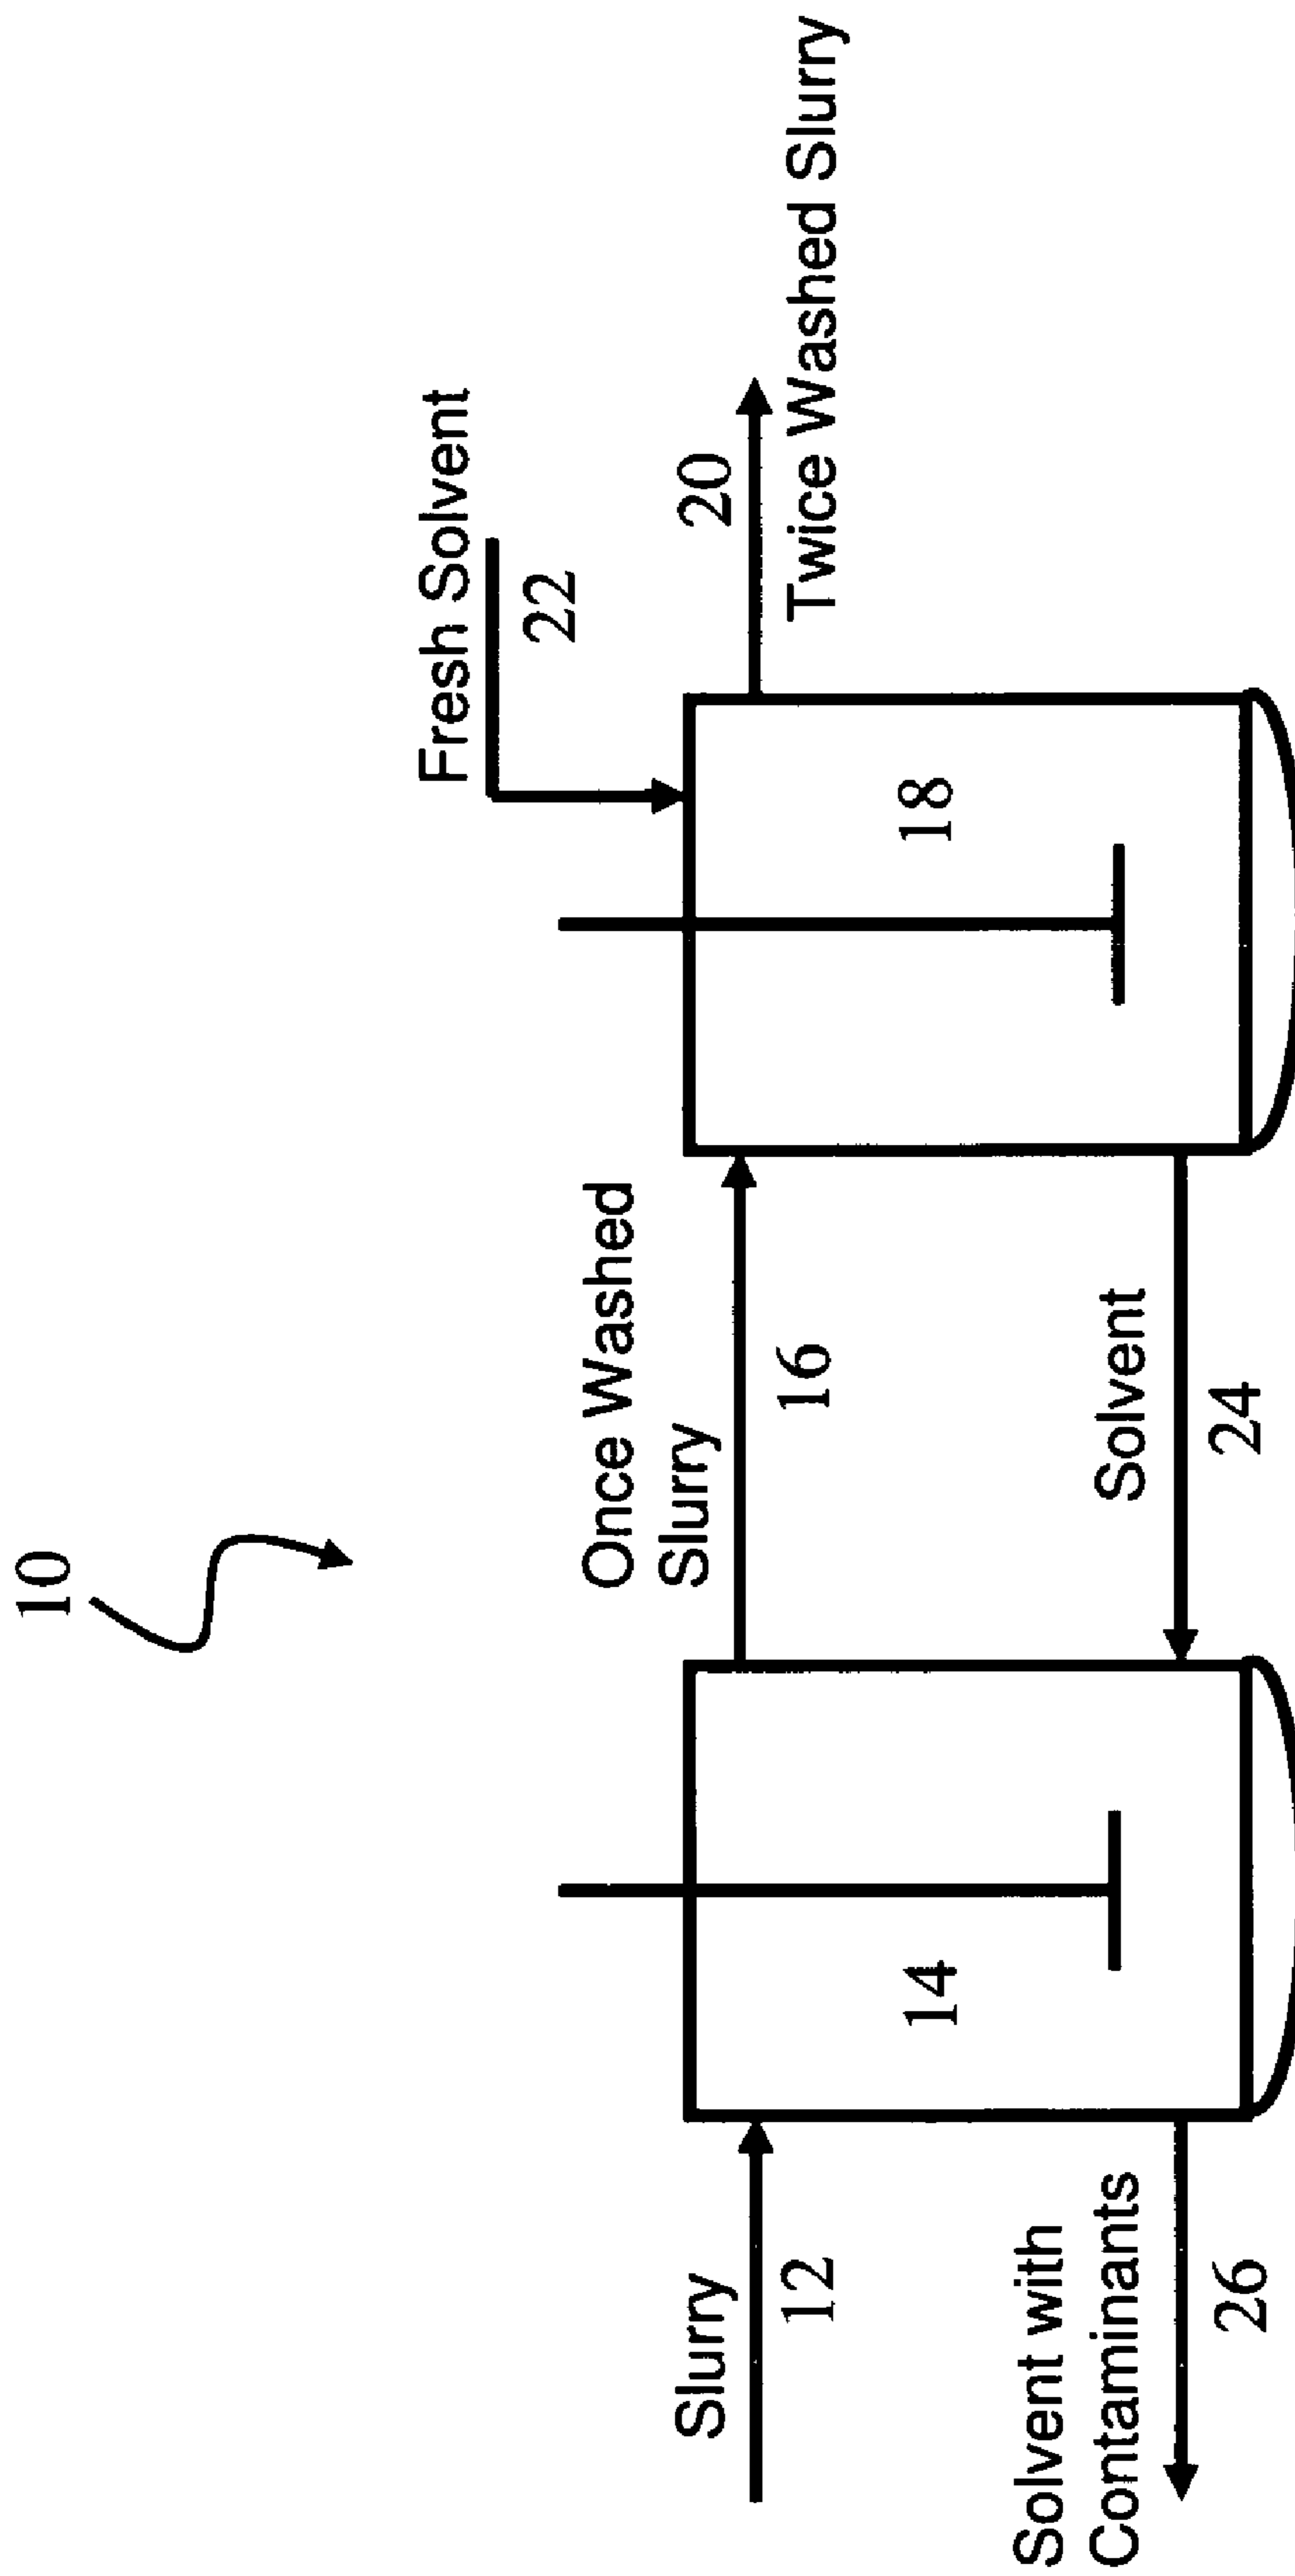 10
Fresh Solvent
22
Once Washed
Slurry
16
20
Twice Washed Slurry
Slurry
12
14
18
Solvent with
Contaminants
26
Solvent
24